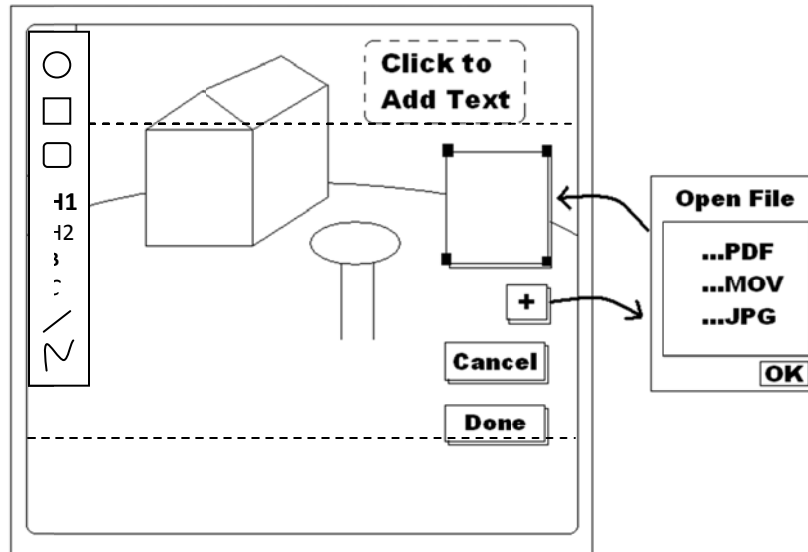 Click to
Add Text
H1
H2
+
Cancel
Done
Open File
...PDF
...MOV
...JPG
OK